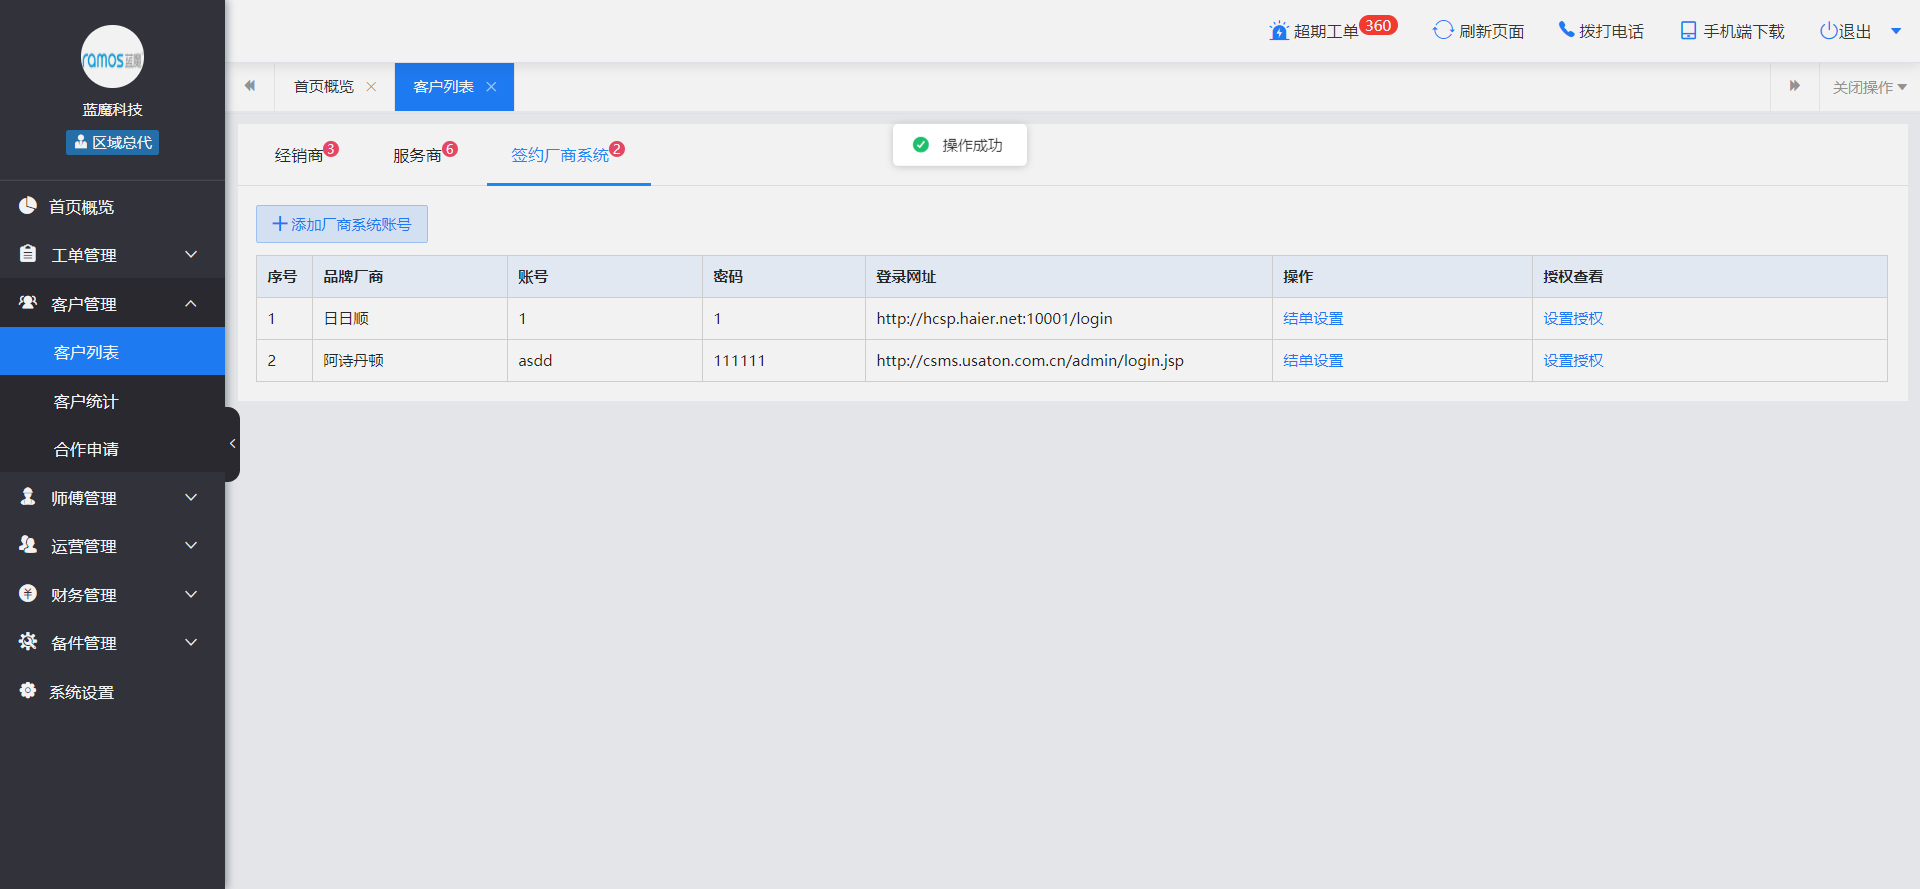 ramos蓝魔
蓝魔科技
区域总代
首页概览
工单管理
客户管理
客户列表
客户统计
合作申请
师傅管理
运营管理
财务管理
备件管理
系统设置
超期工单 360 刷新页面 拨打电话 手机端下载 退出
首页概览 客户列表 关闭操作
经销商 3 服务商 6 签约厂商系统 2
操作成功
添加厂商系统账号
序号 品牌厂商 账号 密码 登录网址 操作 授权查看
1 日日顺 1 1 http://hcsp.haier.net:10001/login 结单设置 设置授权
2 阿诗丹顿 asdd 111111 http://csms.usaton.com.cn/admin/login.jsp 结单设置 设置授权